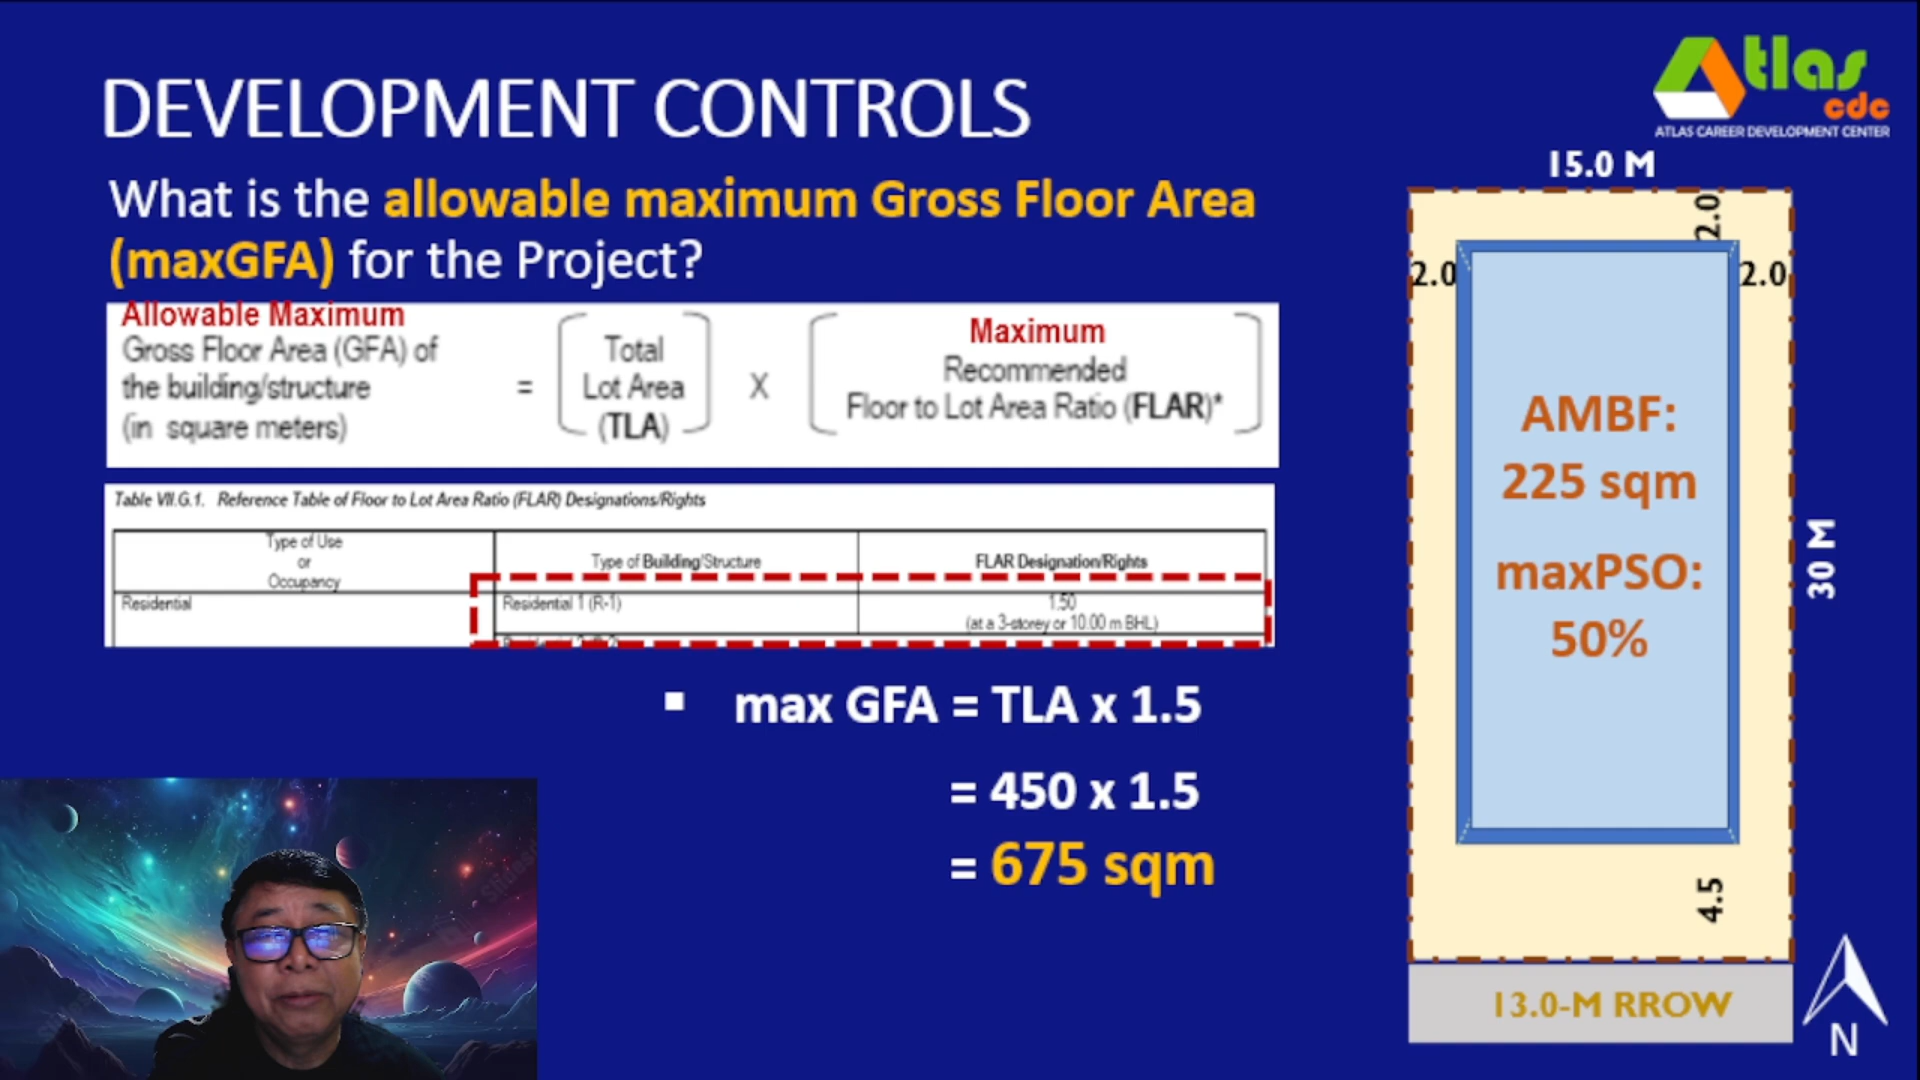 DEVELOPMENT CONTROLS
Atlas
cdc
ATLAS CAREER DEVELOPMENT CENTER
What is the allowable maximum Gross Floor Area
(maxGFA) for the Project?
Allowable Maximum
Gross Floor Area (GFA) of
the building/structure
(in square meters)
=
Total
Lot Area
(TLA)
X
Maximum
Recommended
Floor to Lot Area Ratio (FLAR)*
Table VII.G.1. Reference Table of Floor to Lot Area Ratio (FLAR) Designations/Rights
Type of Use
or
Occupancy
Type of Building/Structure
FLAR Designation/Rights
Residential
Residential 1 (R-1)
1.50
(at a 3-storey or 10.00 m BHL)
▪ max GFA = TLA x 1.5
= 450 x 1.5
= 675 sqm
15.0 M
2.0
2.0
2.0
AMBF:
225 sqm
maxPSO:
50%
30 M
4.5
13.0-M RROW
N